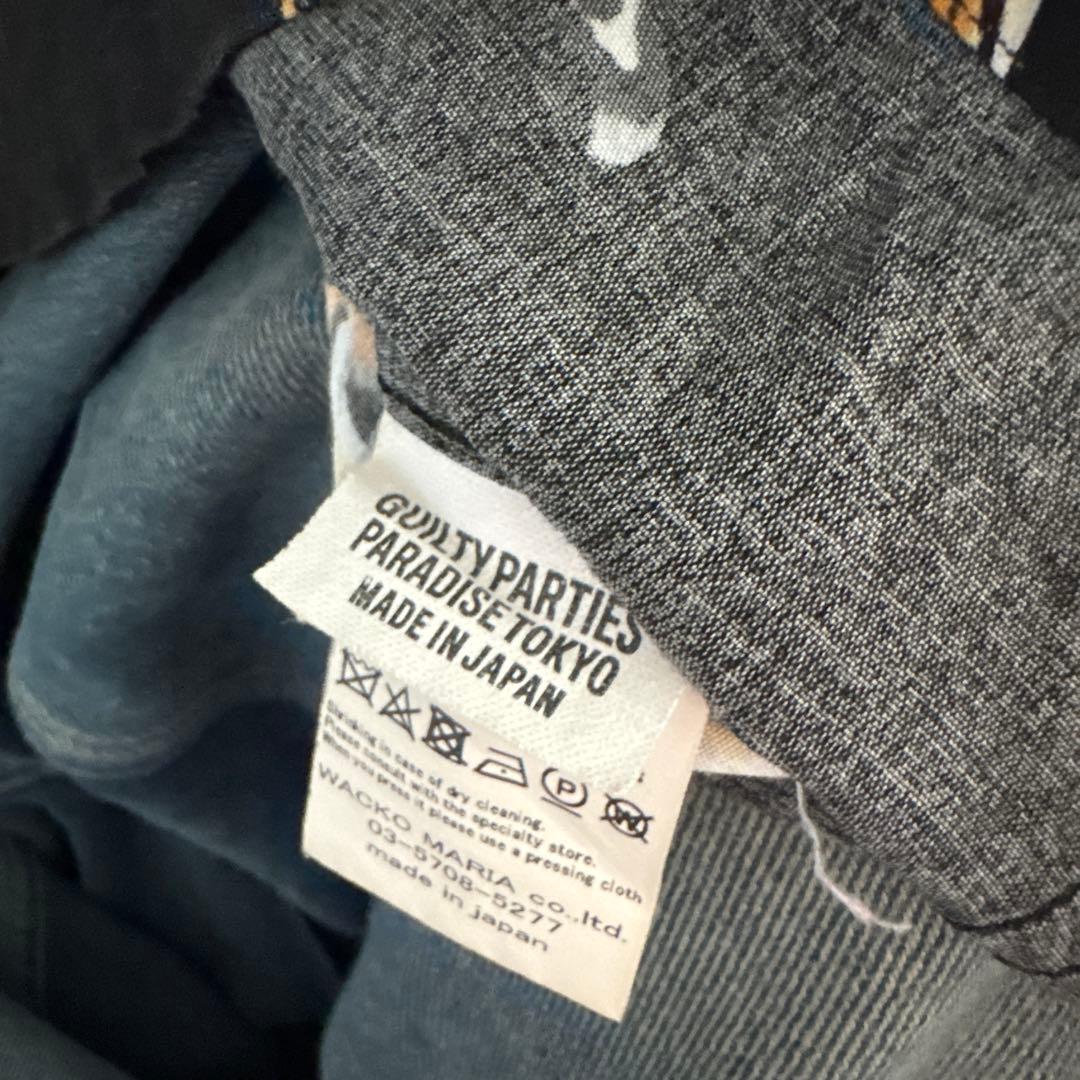 GUILTY PARTIES
PARADISE TOKYO
MADE IN JAPAN
P
W
Shrinking in case of dry cleaning.
Please consult with the specialty store.
When you press it please use a pressing cloth
WACKO MARIA co.,ltd.
03-5708-5277
made in japan